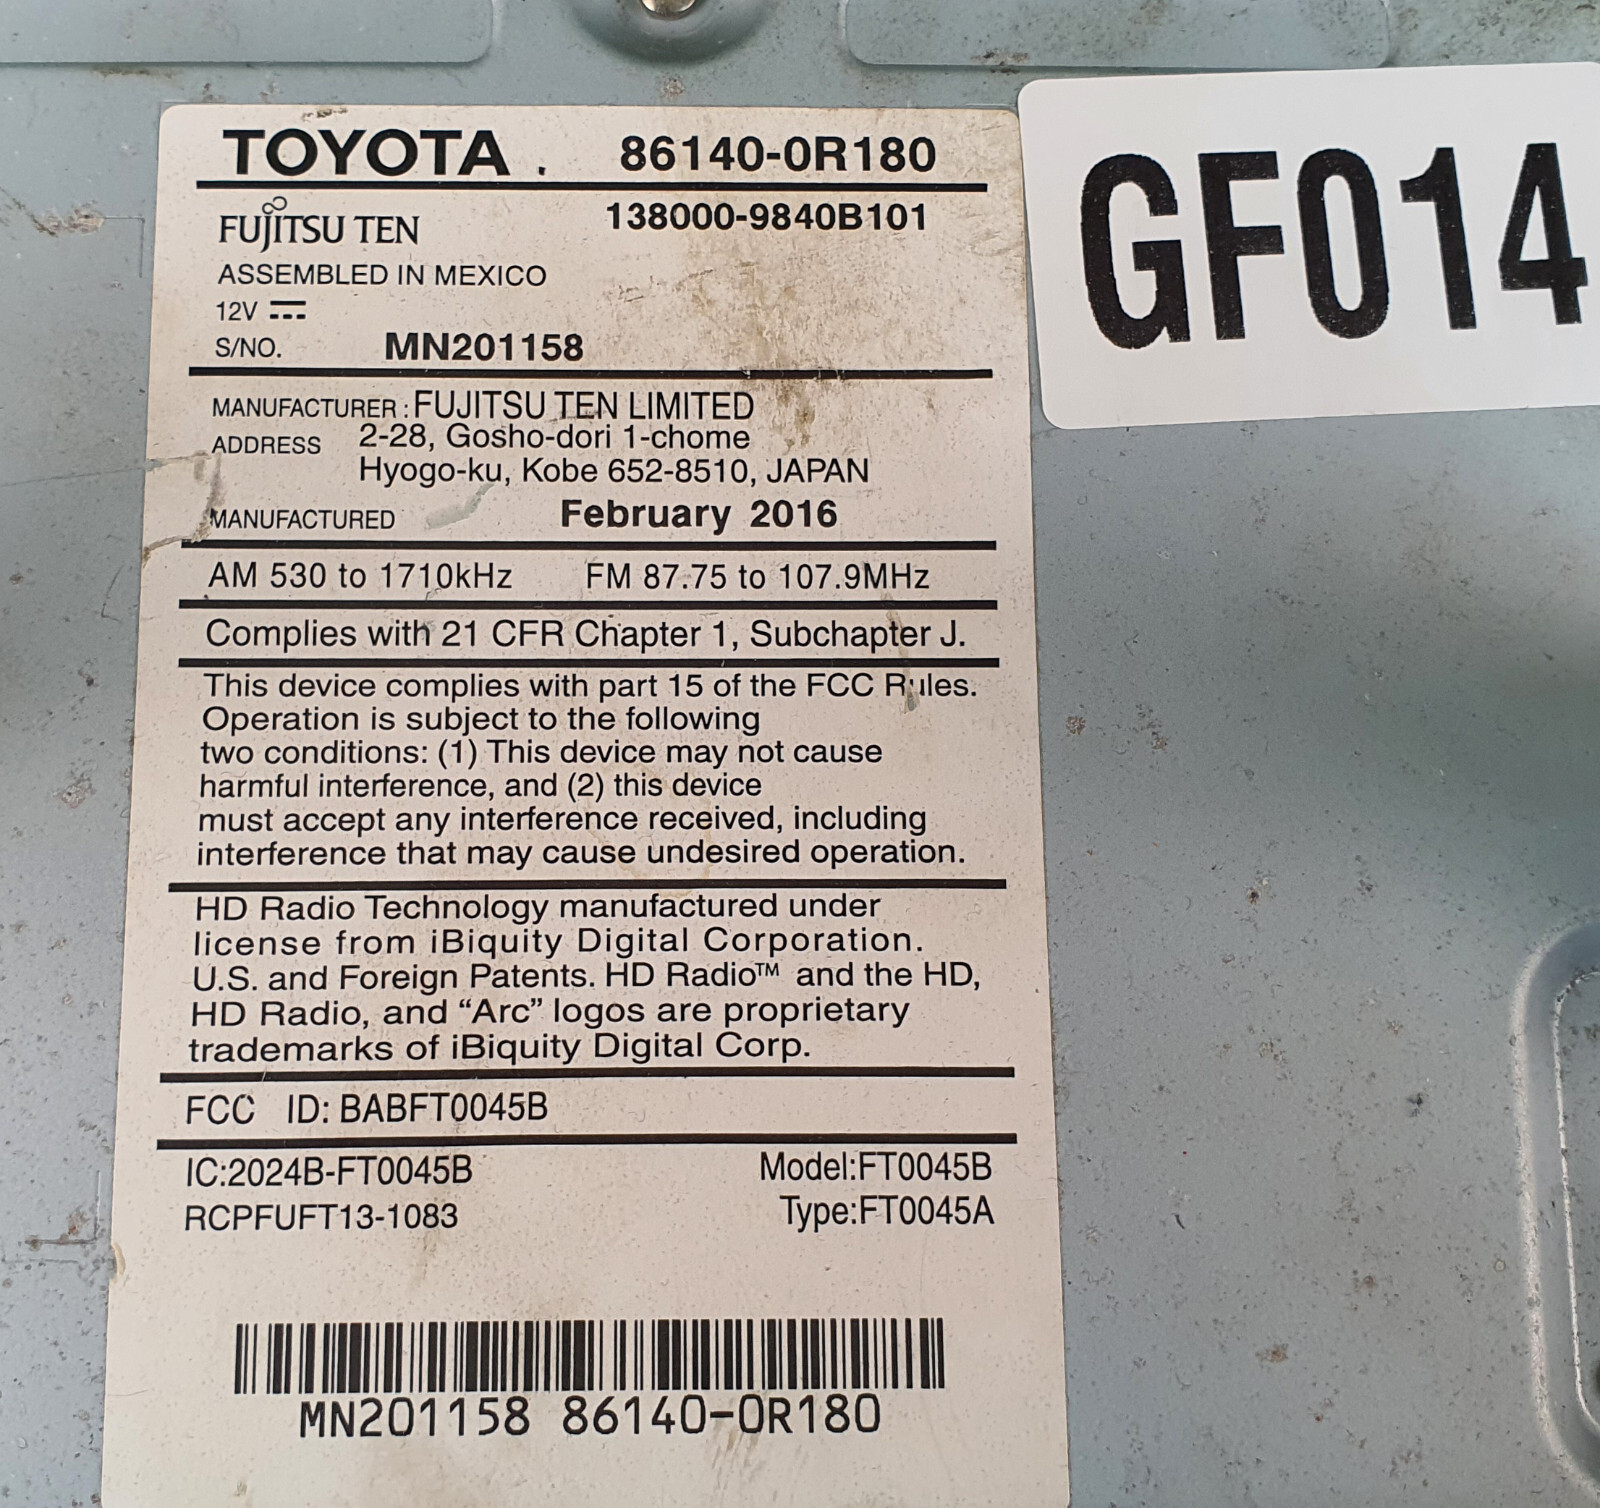 TOYOTA . 86140-0R180
GF014
FUJITSU TEN 138000-9840B101
ASSEMBLED IN MEXICO
12V
S/NO. MN201158
MANUFACTURER : FUJITSU TEN LIMITED
ADDRESS 2-28, Gosho-dori 1-chome
Hyogo-ku, Kobe 652-8510, JAPAN
MANUFACTURED February 2016
AM 530 to 1710kHz FM 87.75 to 107.9MHz
Complies with 21 CFR Chapter 1, Subchapter J.
This device complies with part 15 of the FCC Rules.
Operation is subject to the following
two conditions: (1) This device may not cause
harmful interference, and (2) this device
must accept any interference received, including
interference that may cause undesired operation.
HD Radio Technology manufactured under
license from iBiquity Digital Corporation.
U.S. and Foreign Patents. HD Radio™ and the HD,
HD Radio, and “Arc” logos are proprietary
trademarks of iBiquity Digital Corp.
FCC ID: BABFT0045B
IC:2024B-FT0045B Model:FT0045B
RCPFUFT13-1083 Type:FT0045A
MN201158 86140-0R180